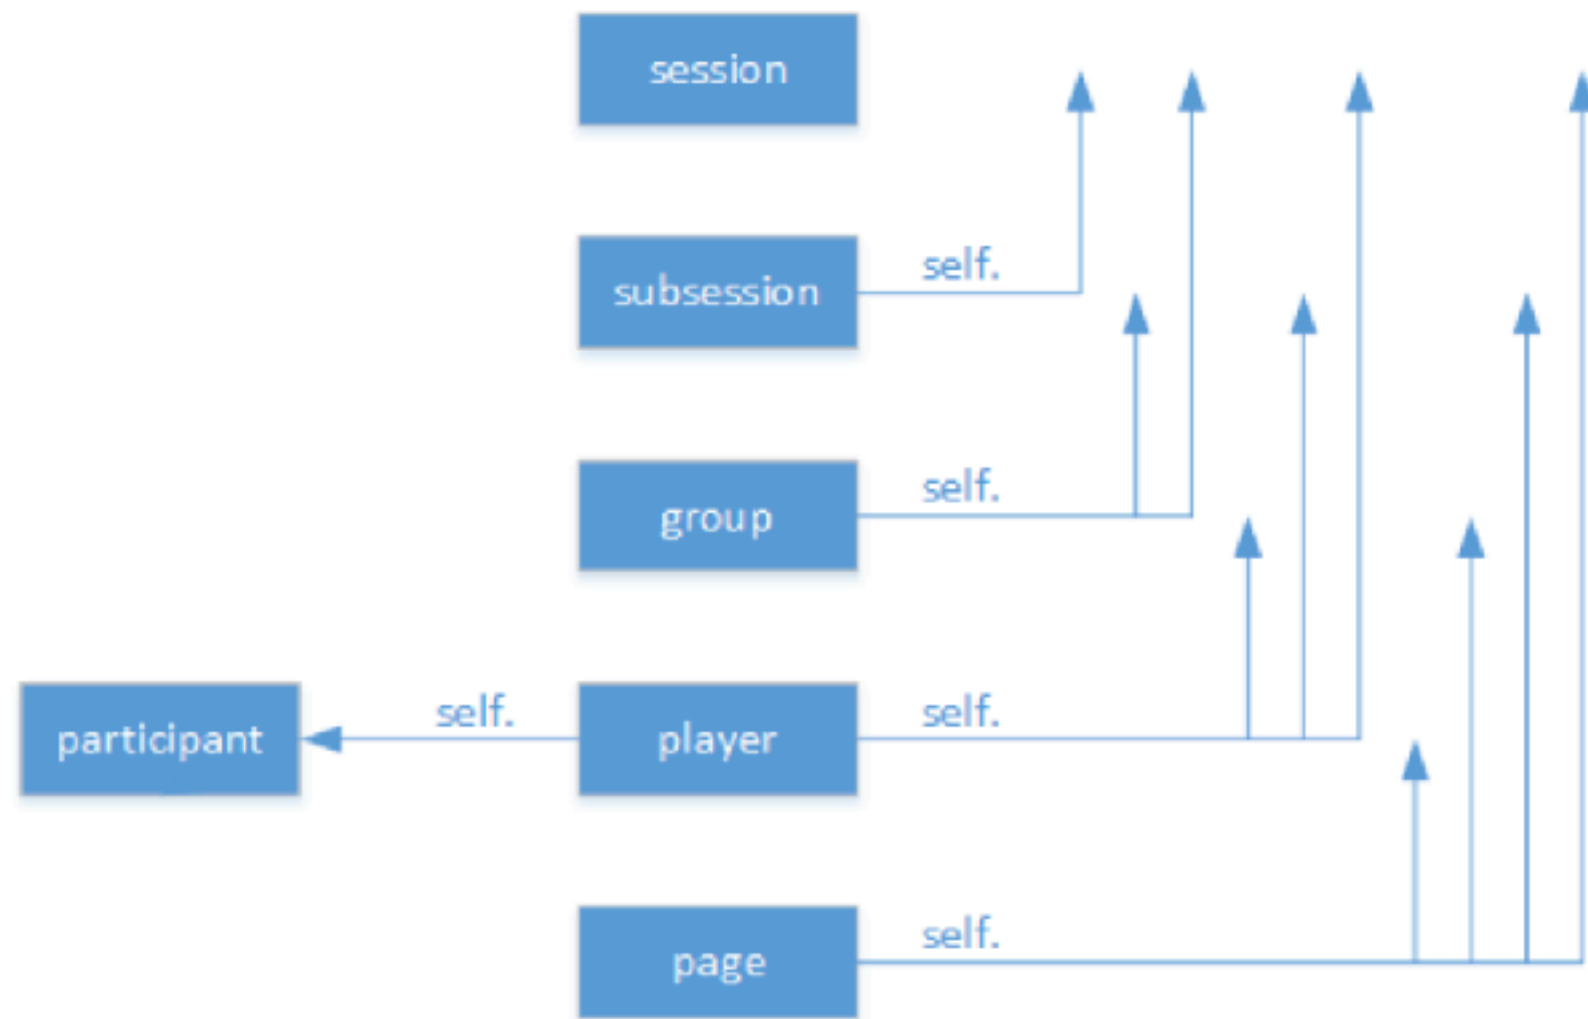 session
subsession
self.
group
self.
participant
self.
player
self.
page
self.